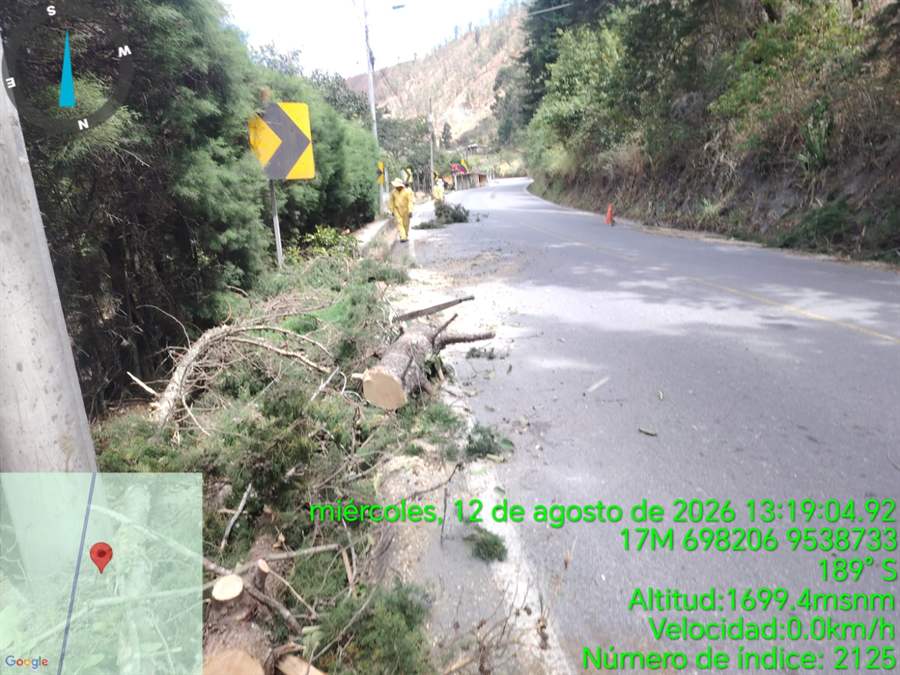 S
W
E
N
miércoles, 12 de agosto de 2026 13:19:04.92
17M 698206 9538733
189° S
Altitud:1699.4msnm
Velocidad:0.0km/h
Número de índice: 2125
Google